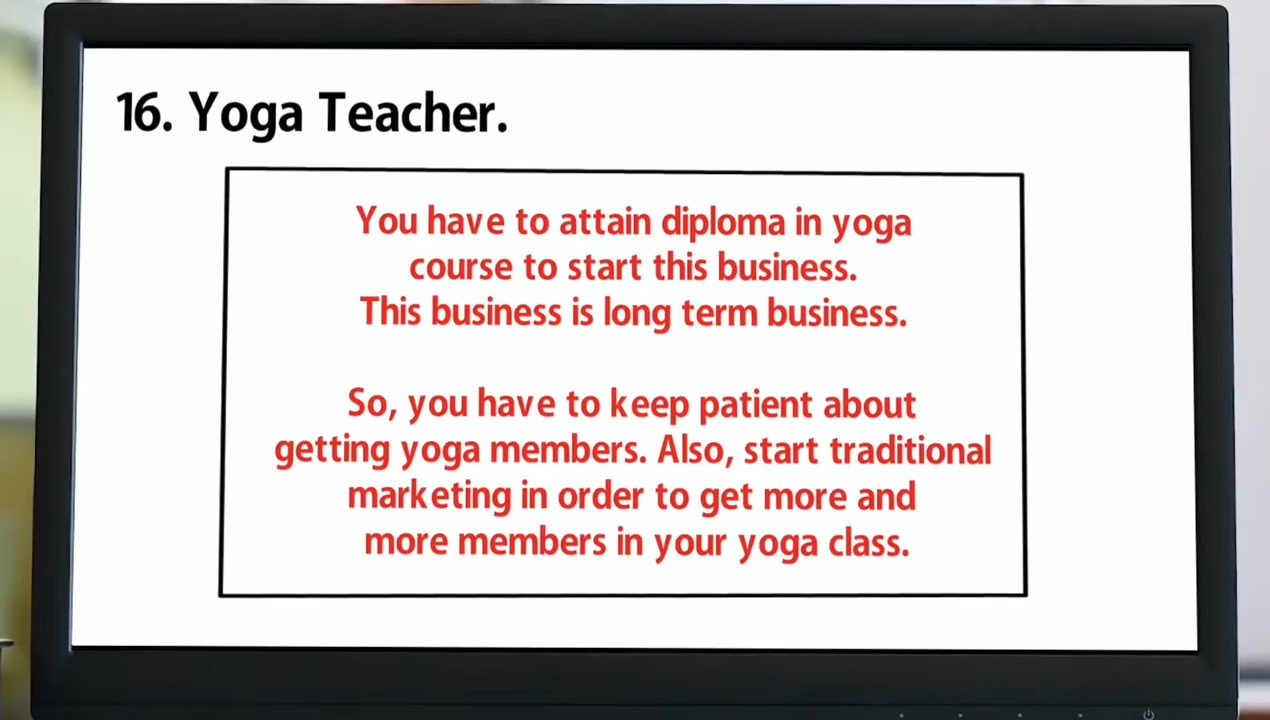 16. Yoga Teacher.
You have to attain diploma in yoga
course to start this business.
This business is long term business.
So, you have to keep patient about
getting yoga members. Also, start traditional
marketing in order to get more and
more members in your yoga class.